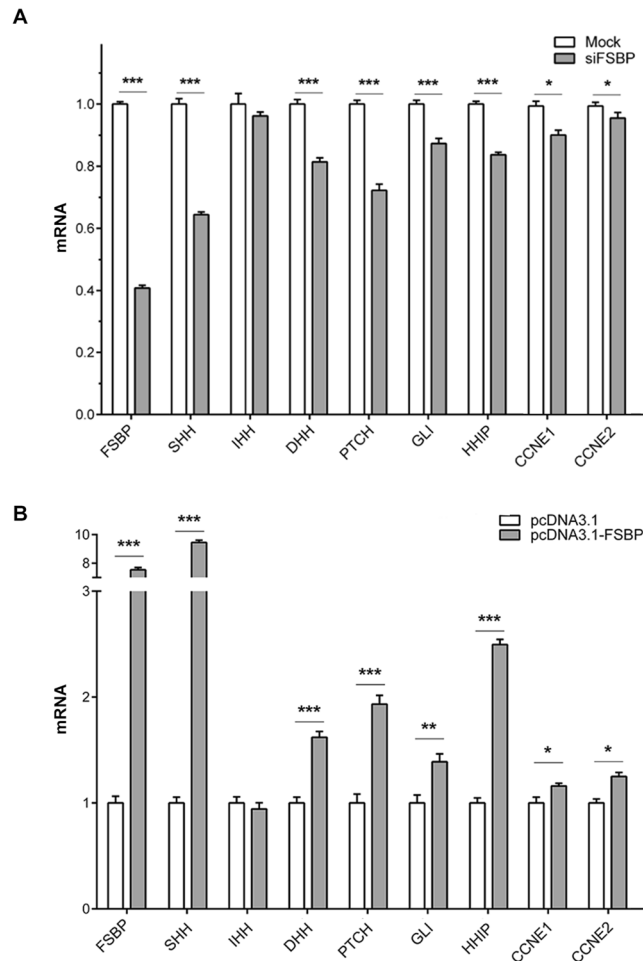 A
Mock
siFSBP
*** *** *** *** *** *** * *
1.0
0.8
0.6
0.4
0.2
0.0
mRNA
FSBP SHH IHH DHH PTCH GLI HHIP CCNE1 CCNE2
B
pcDNA3.1
pcDNA3.1-FSBP
*** *** *** *** ** *** * *
10
8
3
2
1
0
mRNA
FSBP SHH IHH DHH PTCH GLI HHIP CCNE1 CCNE2